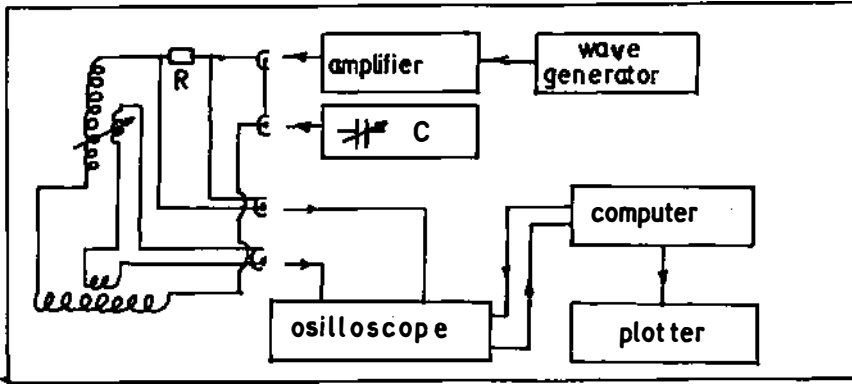 R
amplifier
wave
generator
C
computer
osilloscope
plotter